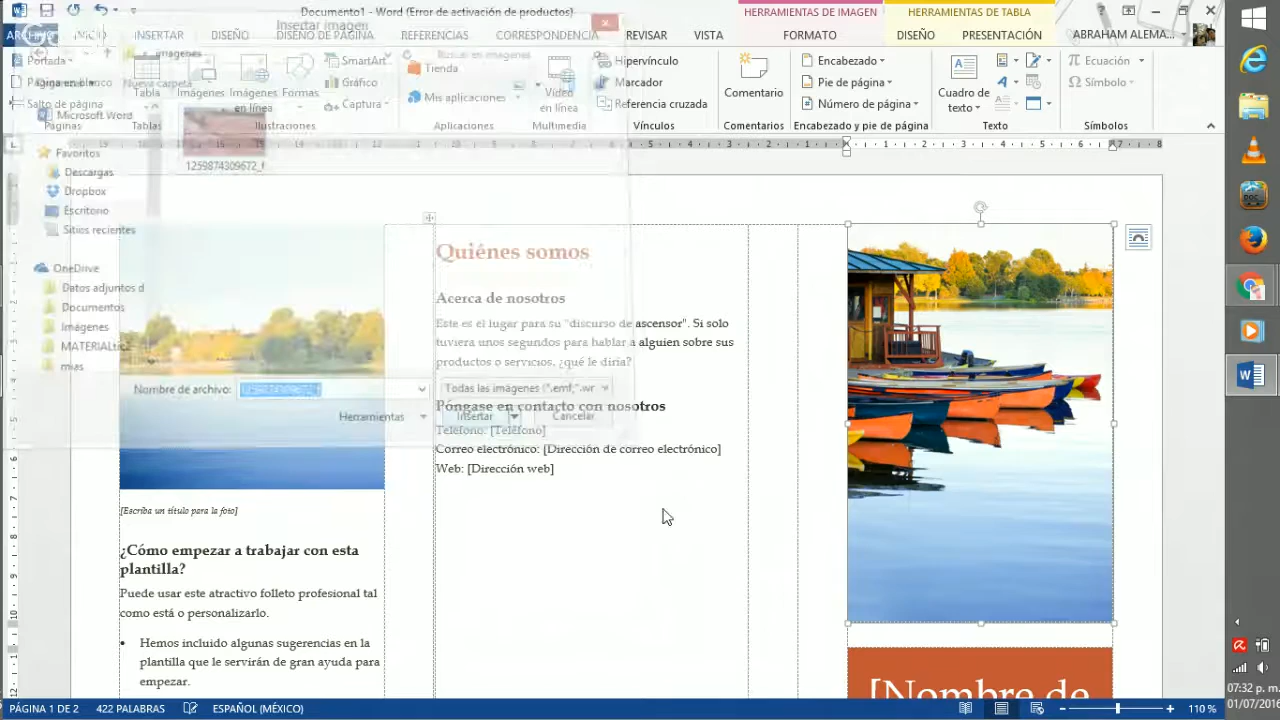 Documento1 - Word (Error de activación de productos)
HERRAMIENTAS DE IMAGEN
HERRAMIENTAS DE TABLA
Insertar imagen
ARCHIVO INICIO INSERTAR DISEÑO DISEÑO DE PÁGINA REFERENCIAS CORRESPONDENCIA REVISAR VISTA FORMATO DISEÑO PRESENTACIÓN ABRAHAM ALEMA...
Portada
Página en blanco
Salto de página
Páginas
Nueva carpeta
imagenes
Buscar en imagenes
Tabla
Tablas
Imágenes
Imágenes en línea
Formas
SmartArt
Gráfico
Captura
Ilustraciones
Tienda
Mis aplicaciones
Aplicaciones
Vídeo en línea
Multimedia
Hipervínculo
Marcador
Referencia cruzada
Vínculos
Comentario
Comentarios
Encabezado
Pie de página
Número de página
Encabezado y pie de página
Cuadro de texto
Texto
Ecuación
Símbolo
Símbolos
Microsoft Word
Favoritos
Descargas
Dropbox
Escritorio
Sitios recientes
OneDrive
Datos adjuntos d
Documentos
Imágenes
mias
1259874309672_f
Nombre de archivo:
Todas las imágenes (*.emf;*.wr
Herramientas
Insertar
Cancelar
[Escriba un título para la foto]
¿Cómo empezar a trabajar con esta
plantilla?
Puede usar este atractivo folleto profesional tal
como está o personalizarlo.
• Hemos incluido algunas sugerencias en la
plantilla que le servirán de gran ayuda para
empezar.
Quiénes somos
Acerca de nosotros
Este es el lugar para su "discurso de ascensor". Si solo
tuviera unos segundos para hablar a alguien sobre sus
productos o servicios, ¿qué le diría?
Póngase en contacto con nosotros
Teléfono: [Teléfono]
Correo electrónico: [Dirección de correo electrónico]
Web: [Dirección web]
[Nombre de
PÁGINA 1 DE 2 422 PALABRAS ESPAÑOL (MÉXICO) 110 %
07:32 p. m.
01/07/2016